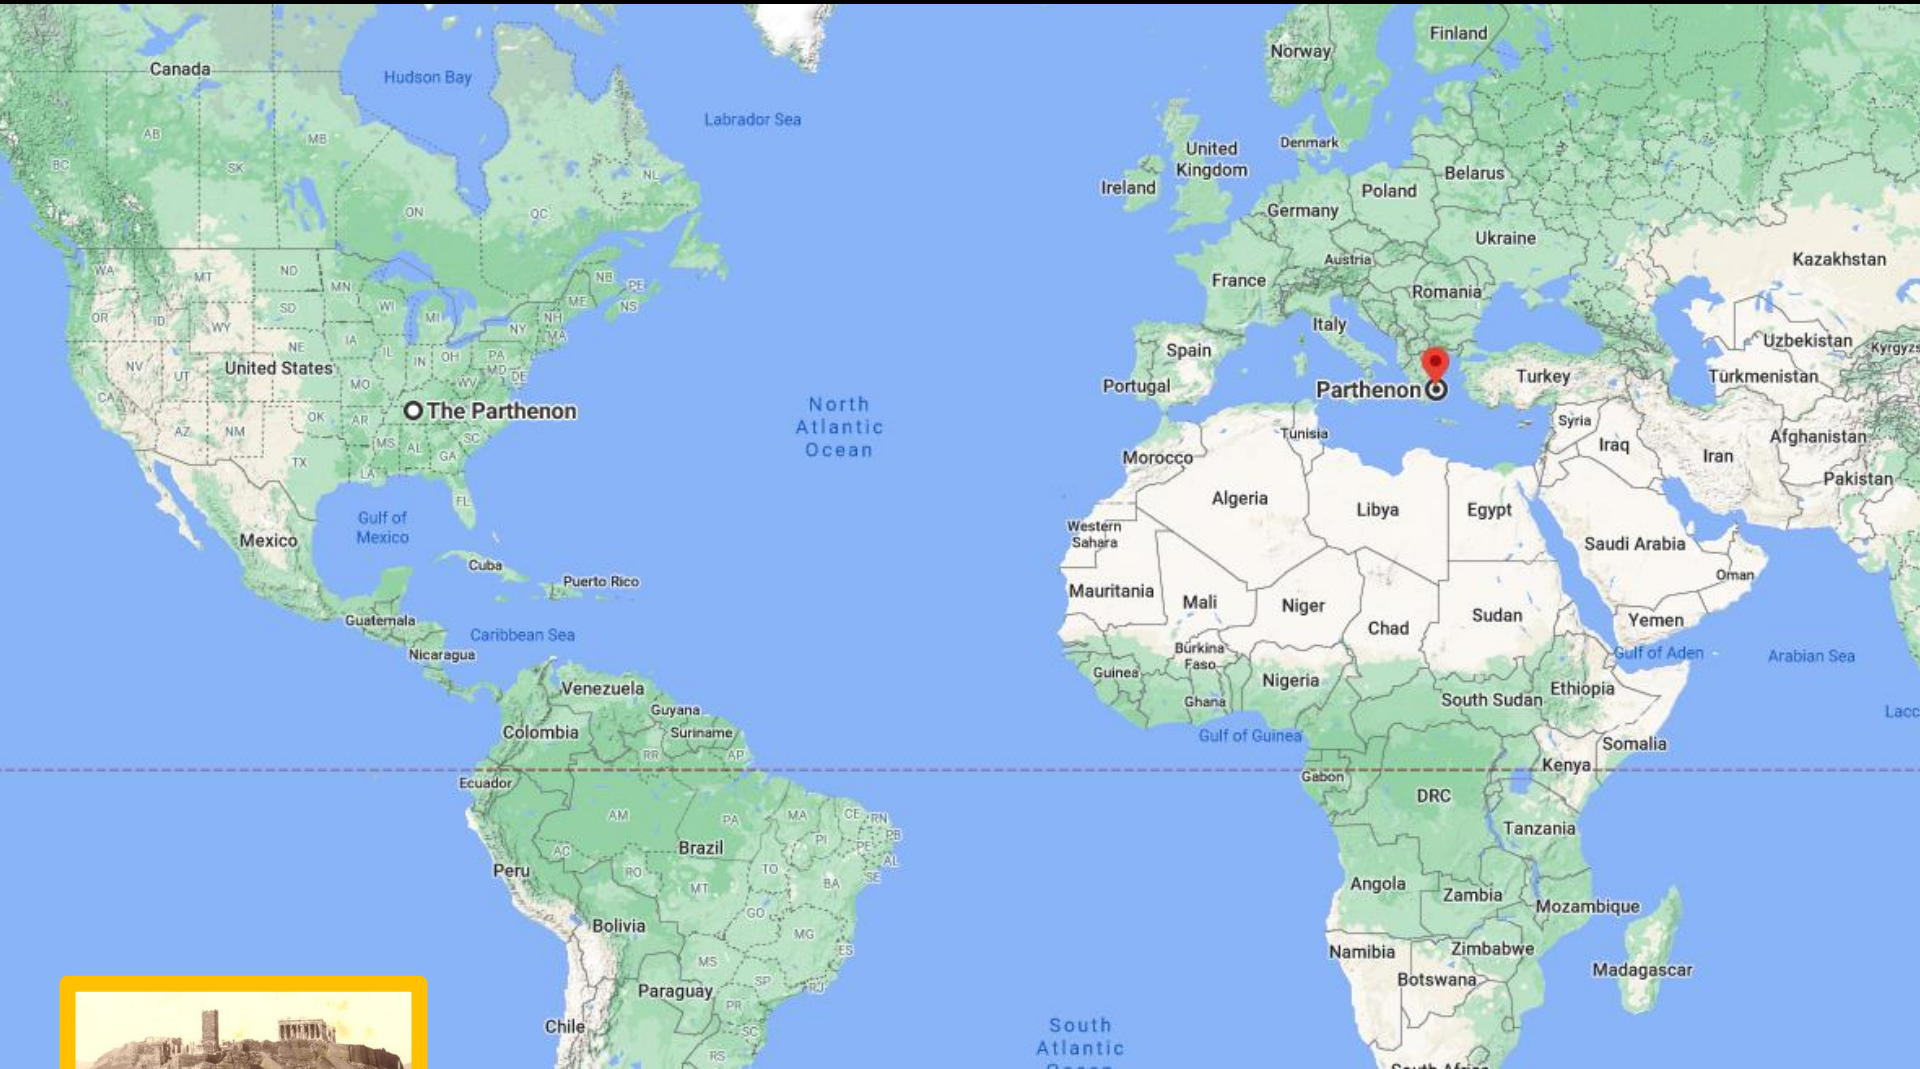 Finland
Norway
Canada
Hudson Bay
Labrador Sea
AB
MB
BC
SK
Denmark
United
Kingdom
Ireland
Belarus
Poland
NL
ON
QC
Germany
Ukraine
Austria
Kazakhstan
France
Romania
WA
MT
ND
MN
NB
PE
NS
ME
OR
ID
WY
SD
WI
MI
NH
NY
MA
Italy
Uzbekistan
Kyrgyzs
NE
IA
IL
IN
OH
PA
MD
DE
NV
UT
United States
MO
WV
Spain
Portugal
Parthenon
Turkey
Turkmenistan
CA
The Parthenon
North
Atlantic
Ocean
AZ
NM
OK
AR
MS
AL
GA
SC
TX
LA
FL
Tunisia
Morocco
Syria
Iraq
Iran
Afghanistan
Pakistan
Algeria
Libya
Egypt
Western
Sahara
Saudi Arabia
Oman
Gulf of
Mexico
Mexico
Cuba
Puerto Rico
Mauritania
Mali
Niger
Chad
Sudan
Yemen
Guatemala
Caribbean Sea
Nicaragua
Burkina
Faso
Gulf of Aden
Arabian Sea
Guinea
Nigeria
Ghana
South Sudan
Ethiopia
Venezuela
Guyana
Colombia
Suriname
Gulf of Guinea
Somalia
Lacc
RR
AP
Ecuador
Gabon
Kenya
DRC
Tanzania
AM
PA
MA
CE
RN
PB
PI
PE
AL
SE
Brazil
AC
RO
TO
BA
MT
Peru
Angola
Zambia
Mozambique
GO
Bolivia
MG
ES
Namibia
Zimbabwe
Botswana
Madagascar
MS
SP
RJ
Paraguay
PR
Chile
SC
RS
South
Atlantic
Ocean
South Africa